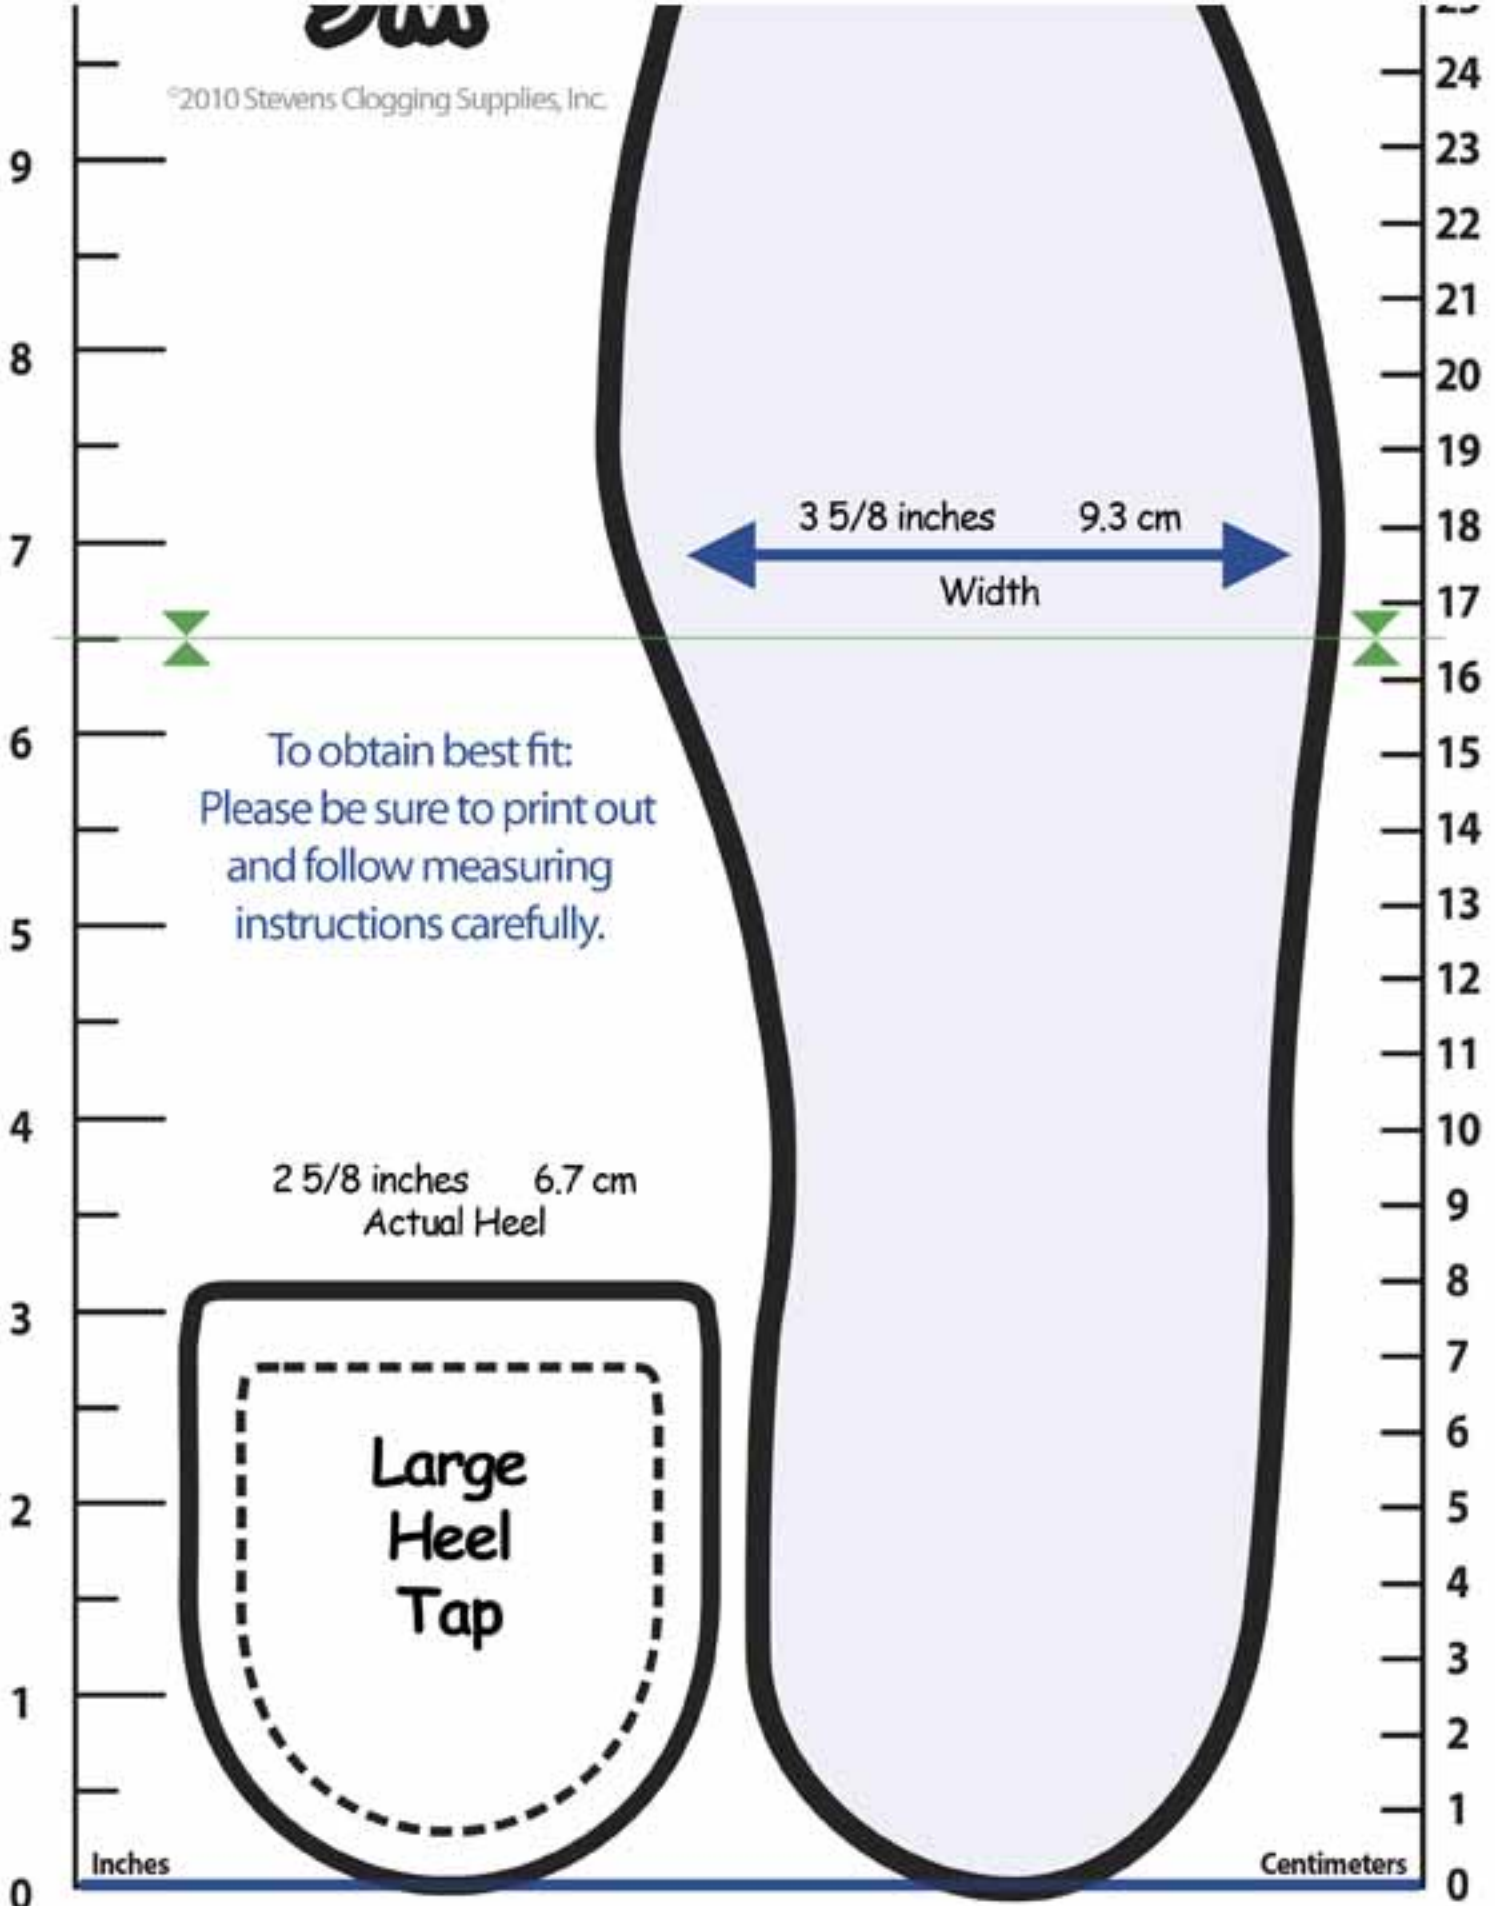 ©2010 Stevens Clogging Supplies, Inc.
24
9
23
22
21
8
20
19
3 5/8 inches 9.3 cm
18
7
Width
17
16
6
To obtain best fit:
15
Please be sure to print out
14
and follow measuring
5
instructions carefully.
13
12
11
4
10
2 5/8 inches 6.7 cm
9
Actual Heel
8
3
7
Large
6
2
Heel
5
Tap
4
3
1
2
1
Inches
Centimeters
0
0